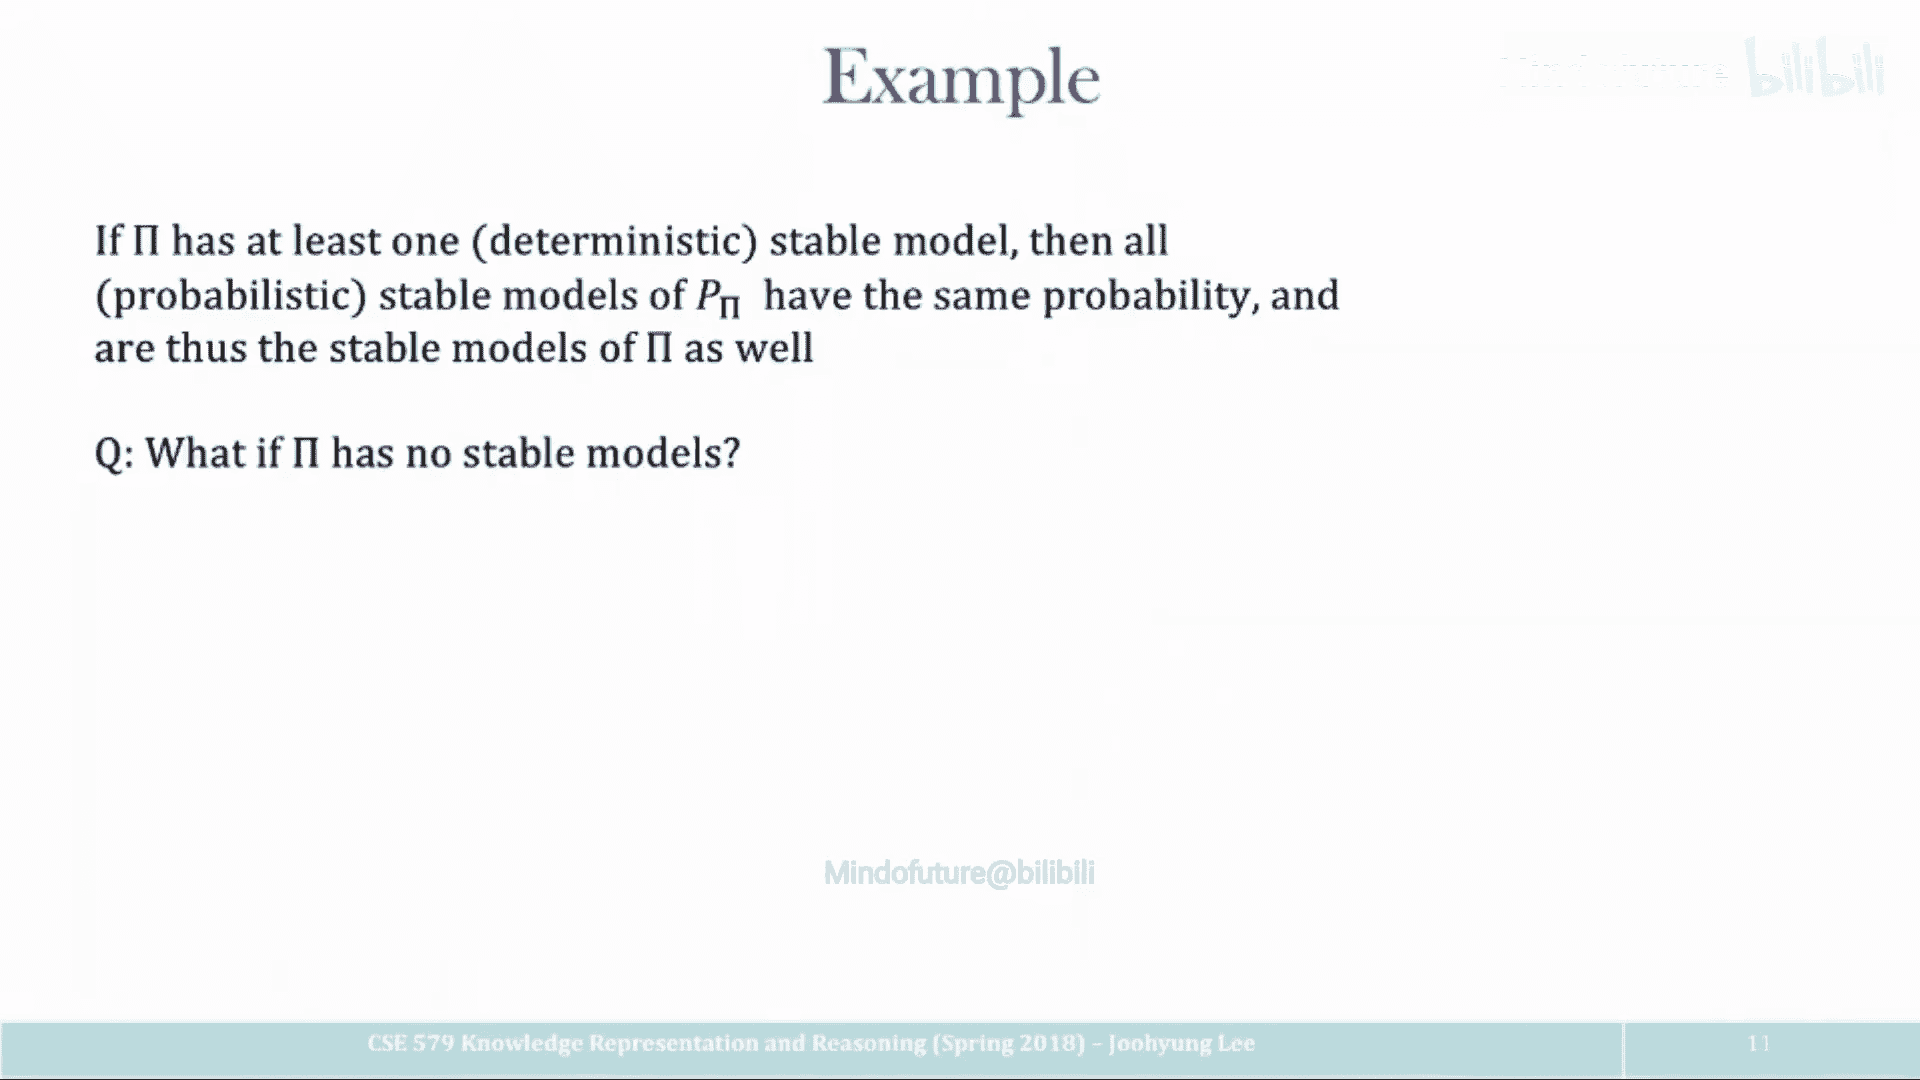 Example
bilibili
If Π has at least one (deterministic) stable model, then all
(probabilistic) stable models of P_Π have the same probability, and
are thus the stable models of Π as well
Q: What if Π has no stable models?
Mindofuture@bilibili
CSE 579 Knowledge Representation and Reasoning (Spring 2018) – Joohyung Lee
11